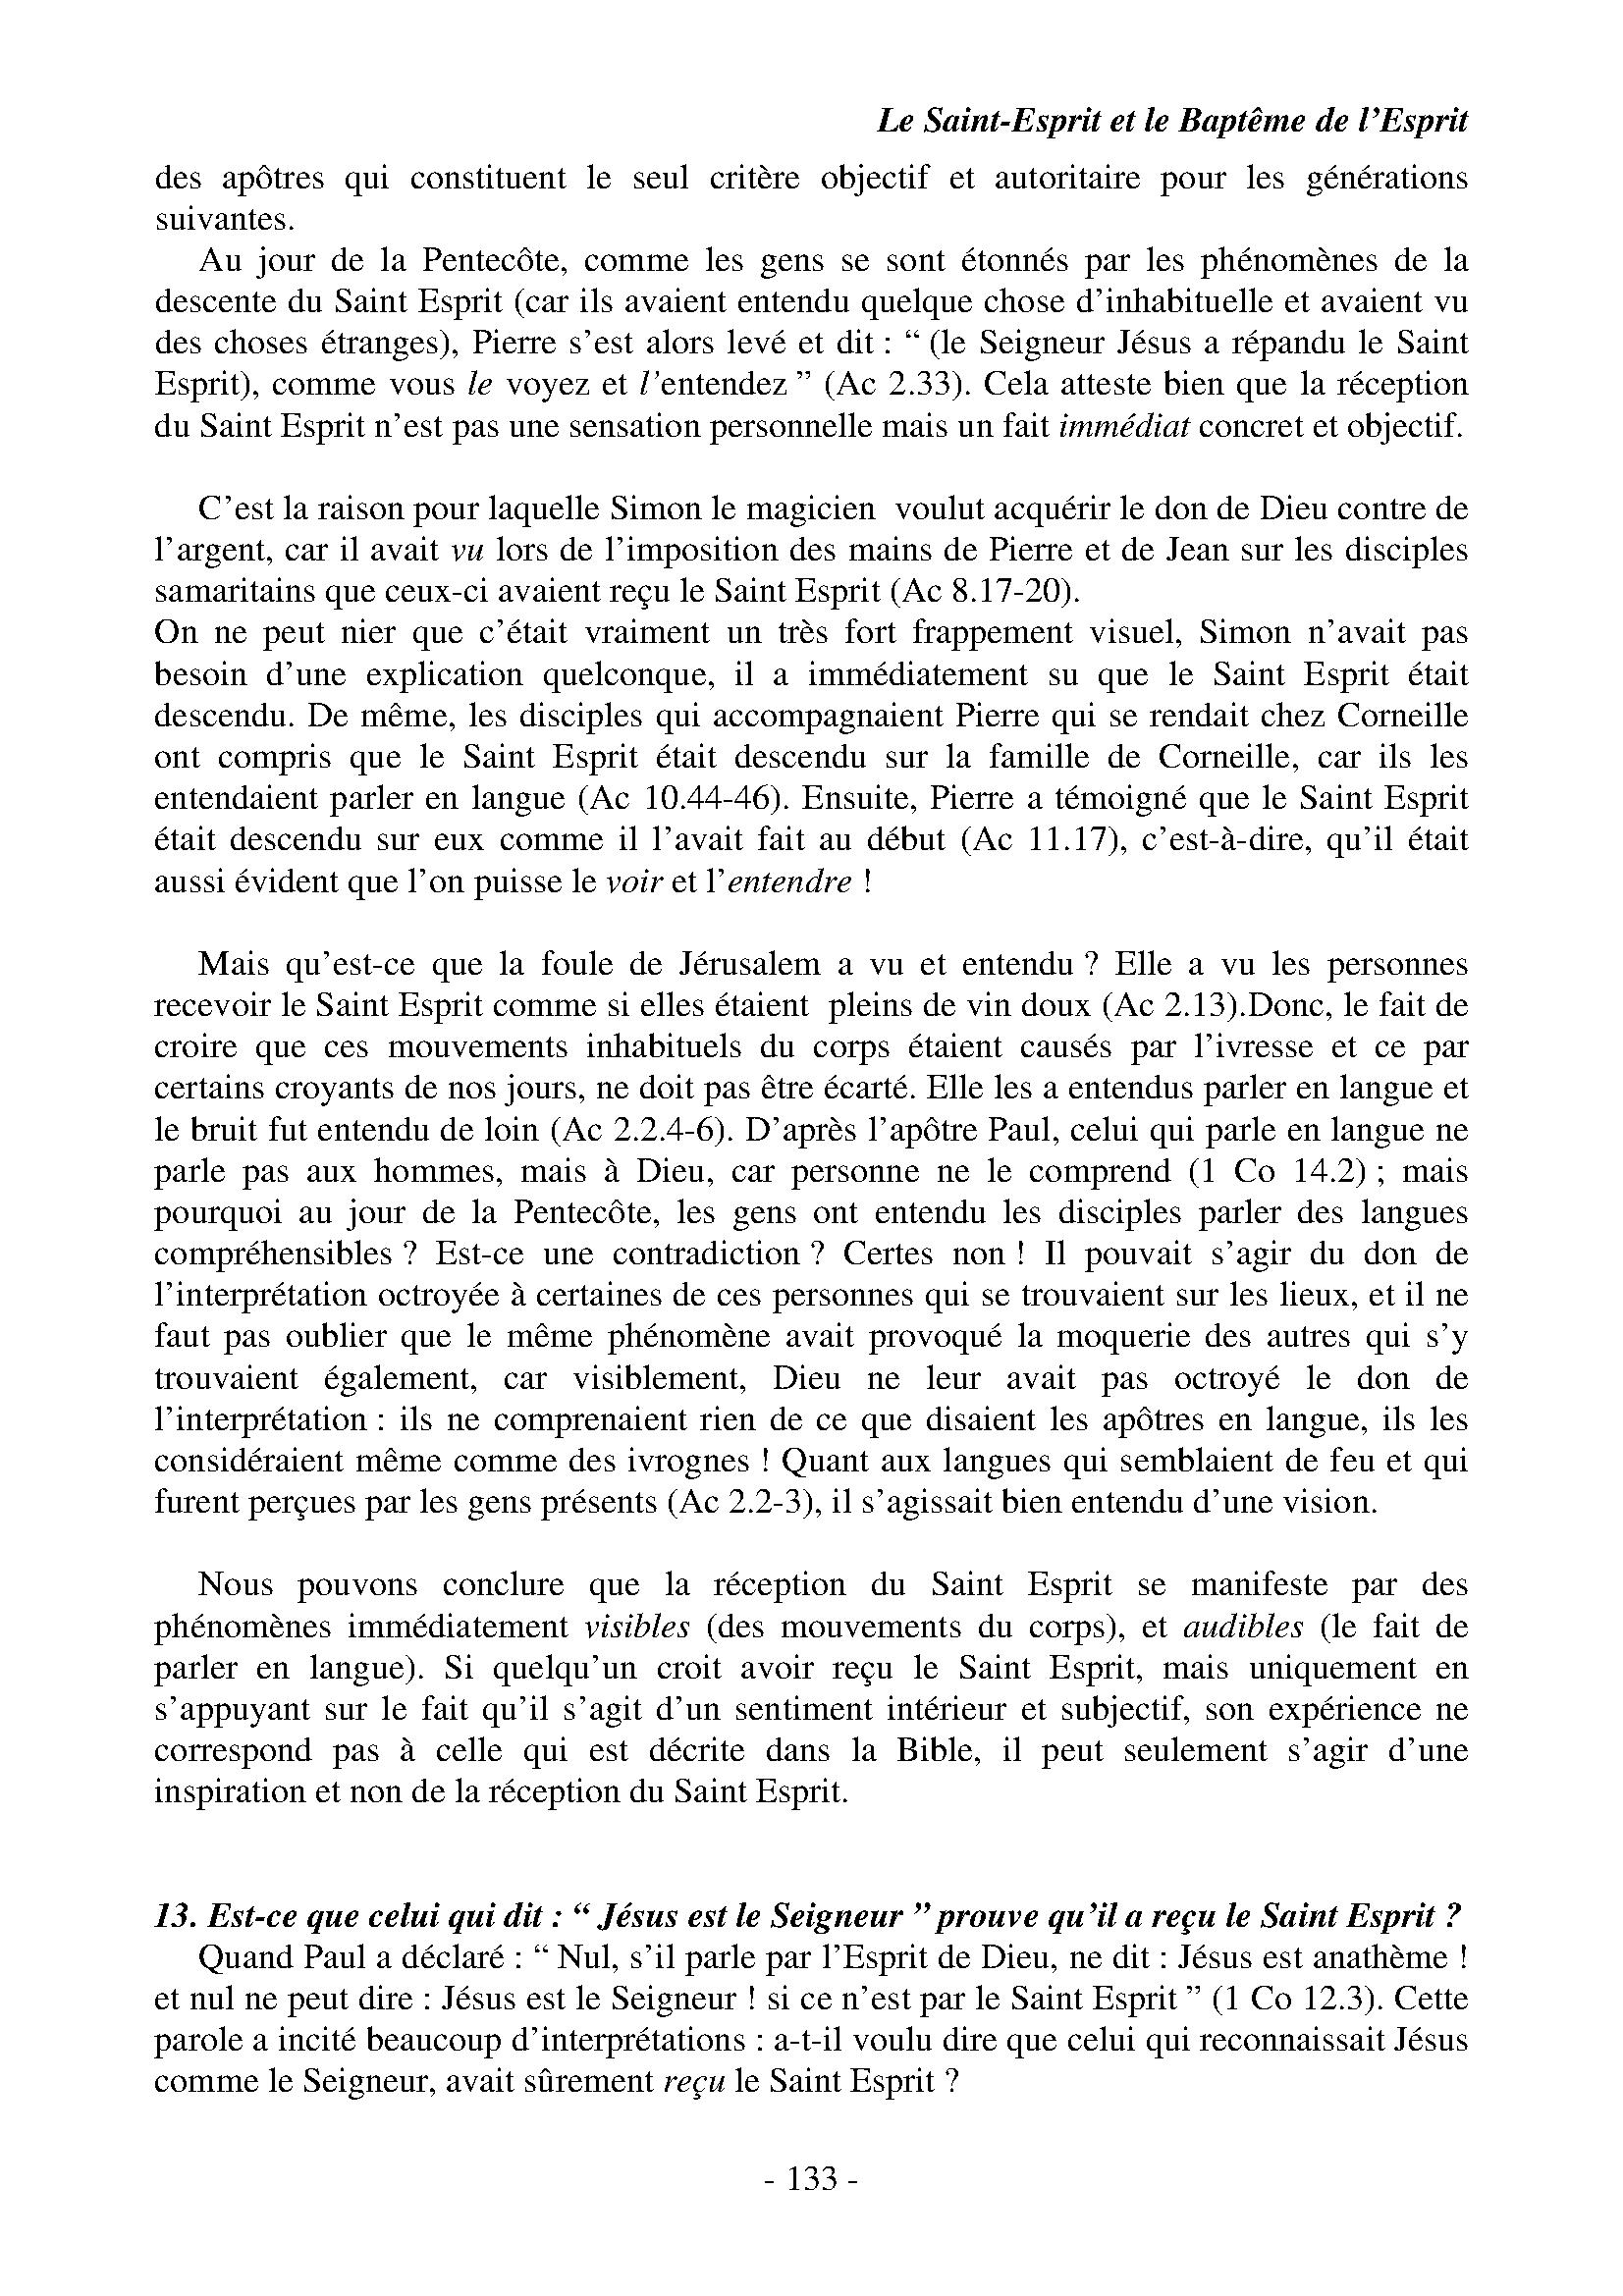 Le Saint-Esprit et le Baptême de l’Esprit
des apôtres qui constituent le seul critère objectif et autoritaire pour les générations
suivantes.
Au jour de la Pentecôte, comme les gens se sont étonnés par les phénomènes de la
descente du Saint Esprit (car ils avaient entendu quelque chose d’inhabituelle et avaient vu
des choses étranges), Pierre s’est alors levé et dit : “ (le Seigneur Jésus a répandu le Saint
Esprit), comme vous le voyez et l’entendez ” (Ac 2.33). Cela atteste bien que la réception
du Saint Esprit n’est pas une sensation personnelle mais un fait immédiat concret et objectif.
C’est la raison pour laquelle Simon le magicien voulut acquérir le don de Dieu contre de
l’argent, car il avait vu lors de l’imposition des mains de Pierre et de Jean sur les disciples
samaritains que ceux-ci avaient reçu le Saint Esprit (Ac 8.17-20).
On ne peut nier que c’était vraiment un très fort frappement visuel, Simon n’avait pas
besoin d’une explication quelconque, il a immédiatement su que le Saint Esprit était
descendu. De même, les disciples qui accompagnaient Pierre qui se rendait chez Corneille
ont compris que le Saint Esprit était descendu sur la famille de Corneille, car ils les
entendaient parler en langue (Ac 10.44-46). Ensuite, Pierre a témoigné que le Saint Esprit
était descendu sur eux comme il l’avait fait au début (Ac 11.17), c’est-à-dire, qu’il était
aussi évident que l’on puisse le voir et l’entendre !
Mais qu’est-ce que la foule de Jérusalem a vu et entendu ? Elle a vu les personnes
recevoir le Saint Esprit comme si elles étaient pleins de vin doux (Ac 2.13).Donc, le fait de
croire que ces mouvements inhabituels du corps étaient causés par l’ivresse et ce par
certains croyants de nos jours, ne doit pas être écarté. Elle les a entendus parler en langue et
le bruit fut entendu de loin (Ac 2.2.4-6). D’après l’apôtre Paul, celui qui parle en langue ne
parle pas aux hommes, mais à Dieu, car personne ne le comprend (1 Co 14.2) ; mais
pourquoi au jour de la Pentecôte, les gens ont entendu les disciples parler des langues
compréhensibles ? Est-ce une contradiction ? Certes non ! Il pouvait s’agir du don de
l’interprétation octroyée à certaines de ces personnes qui se trouvaient sur les lieux, et il ne
faut pas oublier que le même phénomène avait provoqué la moquerie des autres qui s’y
trouvaient également, car visiblement, Dieu ne leur avait pas octroyé le don de
l’interprétation : ils ne comprenaient rien de ce que disaient les apôtres en langue, ils les
considéraient même comme des ivrognes ! Quant aux langues qui semblaient de feu et qui
furent perçues par les gens présents (Ac 2.2-3), il s’agissait bien entendu d’une vision.
Nous pouvons conclure que la réception du Saint Esprit se manifeste par des
phénomènes immédiatement visibles (des mouvements du corps), et audibles (le fait de
parler en langue). Si quelqu’un croit avoir reçu le Saint Esprit, mais uniquement en
s’appuyant sur le fait qu’il s’agit d’un sentiment intérieur et subjectif, son expérience ne
correspond pas à celle qui est décrite dans la Bible, il peut seulement s’agir d’une
inspiration et non de la réception du Saint Esprit.
13. Est-ce que celui qui dit : “ Jésus est le Seigneur ” prouve qu’il a reçu le Saint Esprit ?
Quand Paul a déclaré : “ Nul, s’il parle par l’Esprit de Dieu, ne dit : Jésus est anathème !
et nul ne peut dire : Jésus est le Seigneur ! si ce n’est par le Saint Esprit ” (1 Co 12.3). Cette
parole a incité beaucoup d’interprétations : a-t-il voulu dire que celui qui reconnaissait Jésus
comme le Seigneur, avait sûrement reçu le Saint Esprit ?
- 133 -